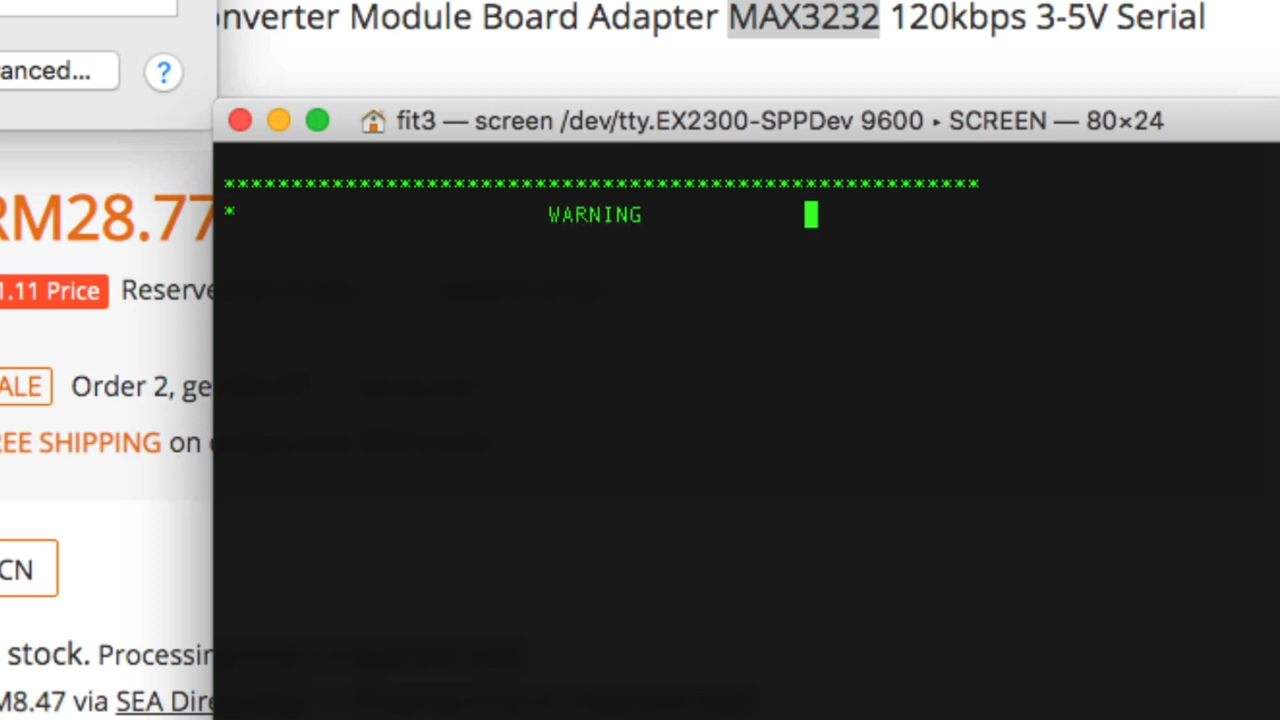 nverter Module Board Adapter MAX3232 120kbps 3-5V Serial
anced... ?
fit3 — screen /dev/tty.EX2300-SPPDev 9600 ▸ SCREEN — 80×24
********************************************************
* WARNING
RM28.77
1.11 Price Reserve
ALE Order 2, ge
REE SHIPPING on
CN
stock. Processin
M8.47 via SEA Dire